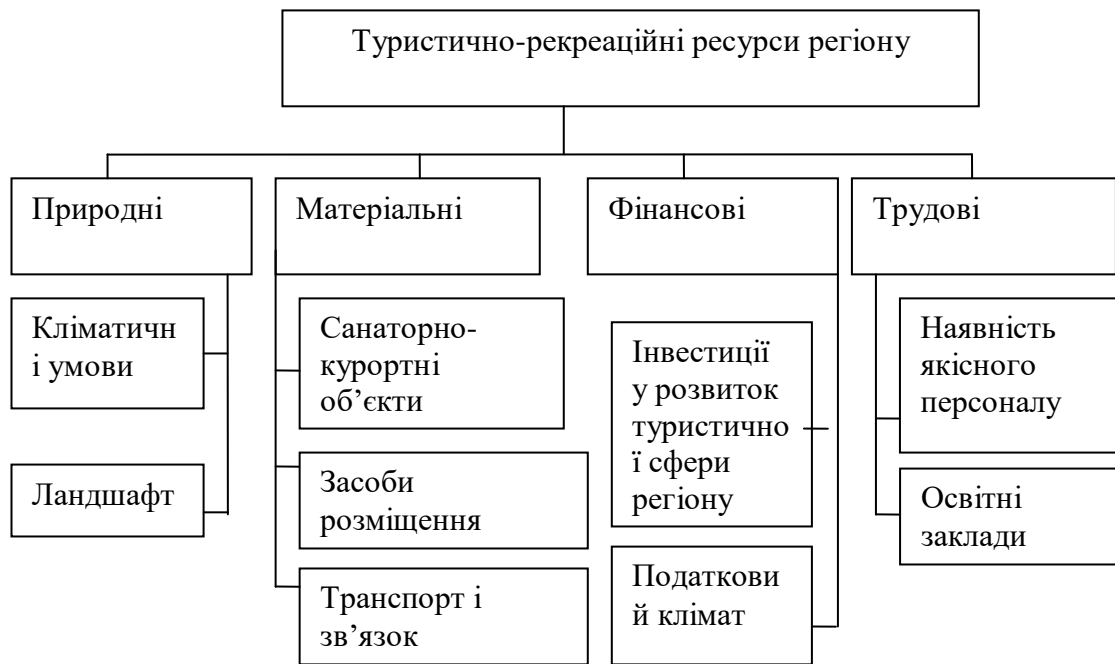 Туристично-рекреаційні ресурси регіону
Природні
Матеріальні
Фінансові
Трудові
Кліматичн
і умови
Ландшафт
Санаторно-
курортні
об’єкти
Засоби
розміщення
Транспорт і
зв’язок
Інвестиції
у розвиток
туристично
ї сфери
регіону
Податкови
й клімат
Наявність
якісного
персоналу
Освітні
заклади